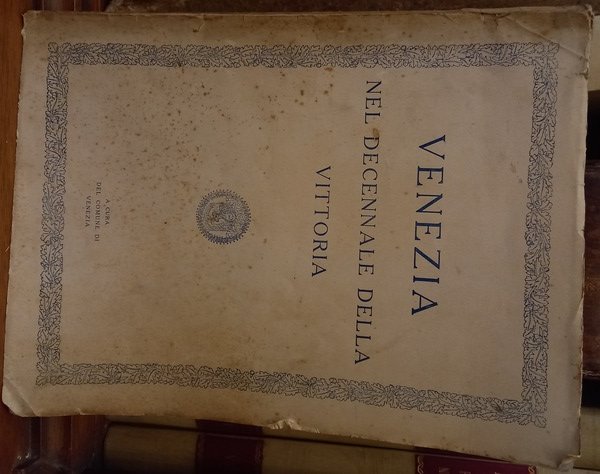 VENEZIA
NEL DECENNALE DELLA
VITTORIA
A CURA
DEL COMUNE DI
VENEZIA